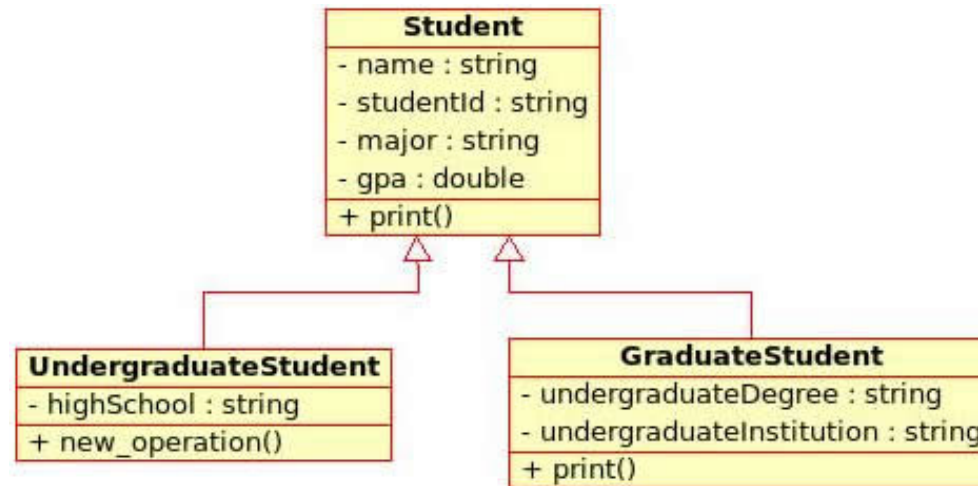 Student
- name : string
- studentId : string
- major : string
- gpa : double
+ print()
UndergraduateStudent
- highSchool : string
+ new_operation()
GraduateStudent
- undergraduateDegree : string
- undergraduateInstitution : string
+ print()